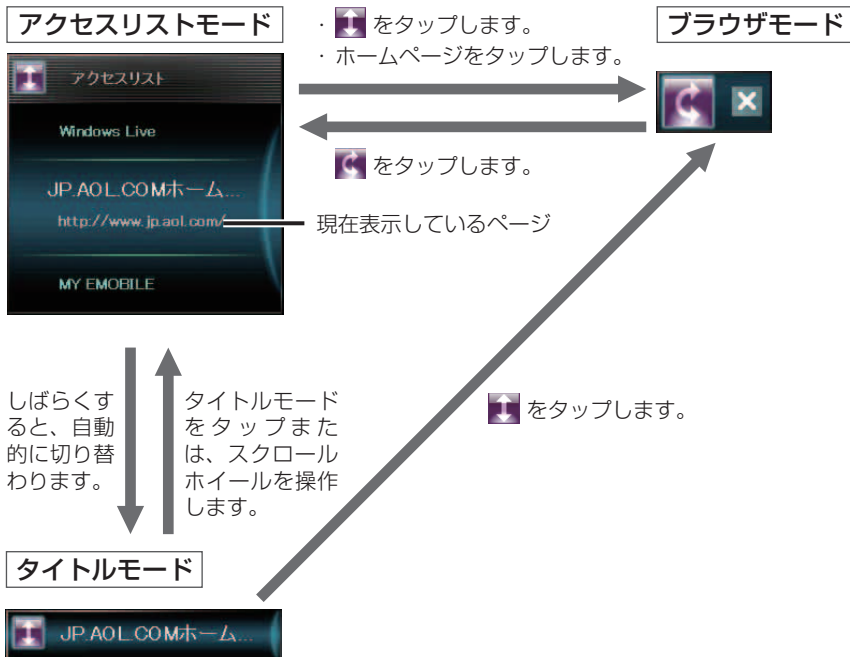 アクセスリストモード
・ をタップします。
・ホームページをタップします。
ブラウザモード
アクセスリスト
Windows Live
JP.AOL.COMホーム...
http://www.jp.aol.com/
MY EMOBILE
をタップします。
現在表示しているページ
しばらくす
ると、自動
的に切り替
わります。
タイトルモード
をタップまた
は、スクロール
ホイールを操作
します。
をタップします。
タイトルモード
JP.AOL.COMホーム...